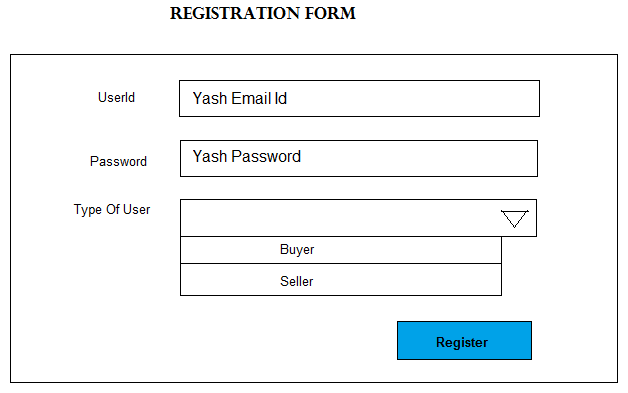 REGISTRATION FORM
UserId
Yash Email Id
Password
Yash Password
Type Of User
Buyer
Seller
Register